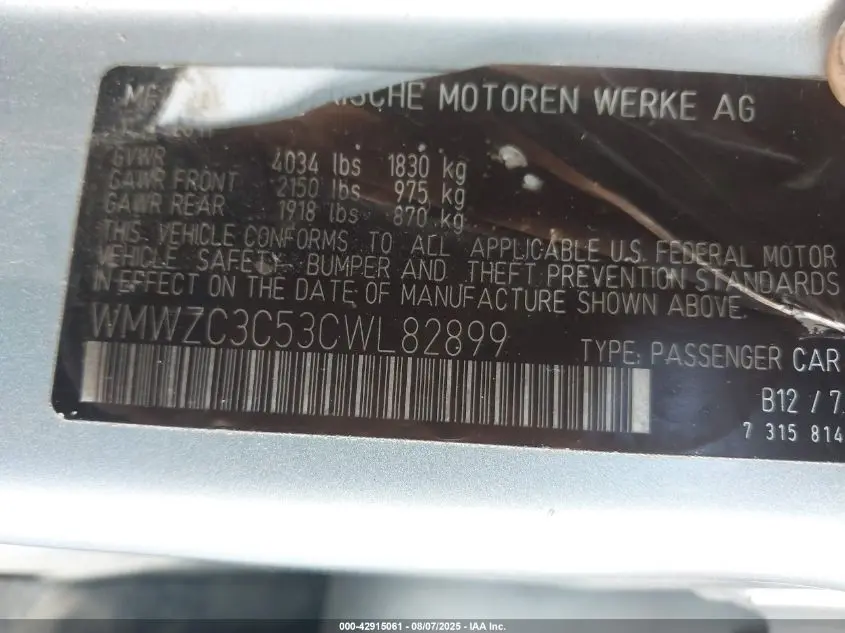 MF ISCHE MOTOREN WERKE AG
GVWR 4034 lbs 1830 kg
GAWR FRONT 2150 lbs 975 kg
GAWR REAR 1918 lbs 870 kg
THIS VEHICLE CONFORMS TO ALL APPLICABLE U.S. FEDERAL MOTOR
VEHICLE SAFETY, BUMPER AND THEFT PREVENTION STANDARDS
IN EFFECT ON THE DATE OF MANUFACTURE SHOWN ABOVE.
WMWZC3C53CWL82899
TYPE: PASSENGER CAR
B12 / 7
7 315 814
000-42915061 - 08/07/2025 - IAA Inc.